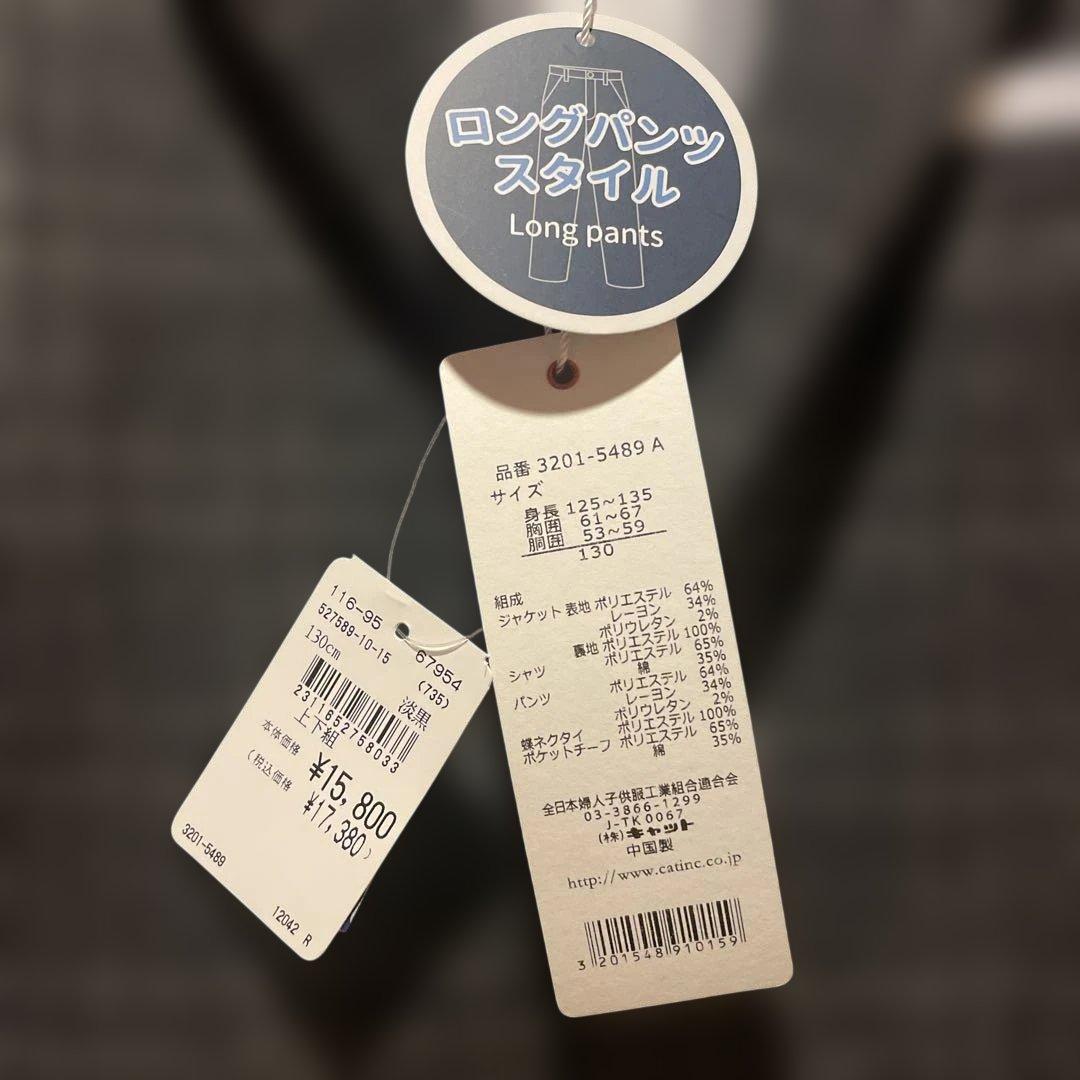 ロングパンツ
スタイル
Long pants
品番 3201-5489 A
サイズ
身長 125~135
胸囲 61~67
胴囲 53~59
130
組成
ジャケット 表地 ポリエステル 64%
レーヨン 34%
ポリウレタン 2%
裏地 ポリエステル 100%
シャツ ポリエステル 65%
綿 35%
パンツ ポリエステル 64%
レーヨン 34%
ポリウレタン 2%
蝶ネクタイ ポリエステル 100%
ポケットチーフ ポリエステル 65%
綿 35%
全日本婦人子供服工業組合適合会
03-3866-1299
J-TK0067
(株)キャット
中国製
http://www.catinc.co.jp
3 201548 910159
116-95 67954
527589-10-15 (735)
130cm 淡黒
2311652758033
上下組
本体価格 ¥15,800
(税込価格 ¥17,380)
3201-5489
12042 R